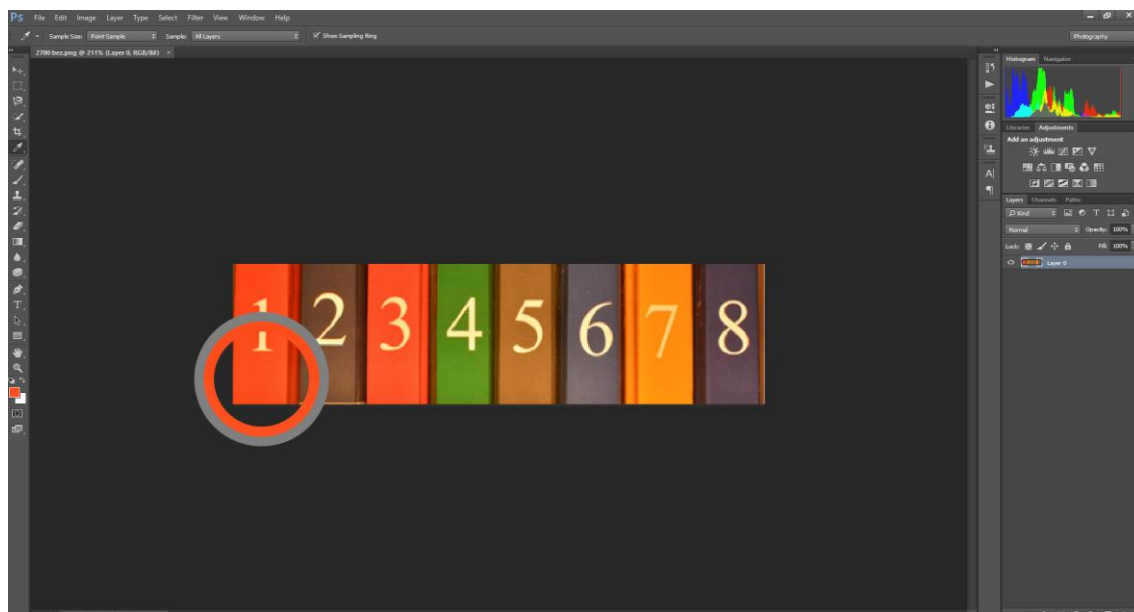 Ps File Edit Image Layer Type Select Filter View Window Help
Sample Size: Point Sample Sample: All Layers Show Sampling Ring Photography
2700 bez.png @ 211% (Layer 0, RGB/8#) ×
Histogram Navigator
Libraries Adjustments
Add an adjustment
Layers Channels Paths
Kind
Normal Opacity: 100%
Lock: Fill: 100%
Layer 0
1 2 3 4 5 6 7 8